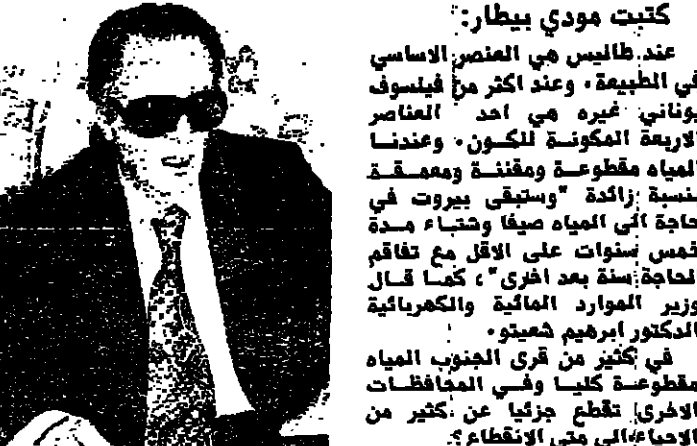 كتبت مودي بيطار:
عند طاليس هي العنصر الاساسي
في الطبيعة. وعند اكثر من فيلسوف
يوناني غيره هي احد العناصر
الاربعة المكونة للكون. وعندنا
المياه مقطوعة ومقننة ومعمقة
بنسبة زائدة "وستبقى بيروت في
حاجة الى المياه صيفا وشتاء مدة
خمس سنوات على الاقل مع تفاقم
الحاجة سنة بعد اخرى"، كما قال
وزير الموارد المائية والكهربائية
الدكتور ابرهيم شعيتو.
في كثير من قرى الجنوب المياه
مقطوعة كليا وفي المحافظات
الاخرى تقطع جزئيا عن كثير من
الاحياء. الى متى الانقطاع؟